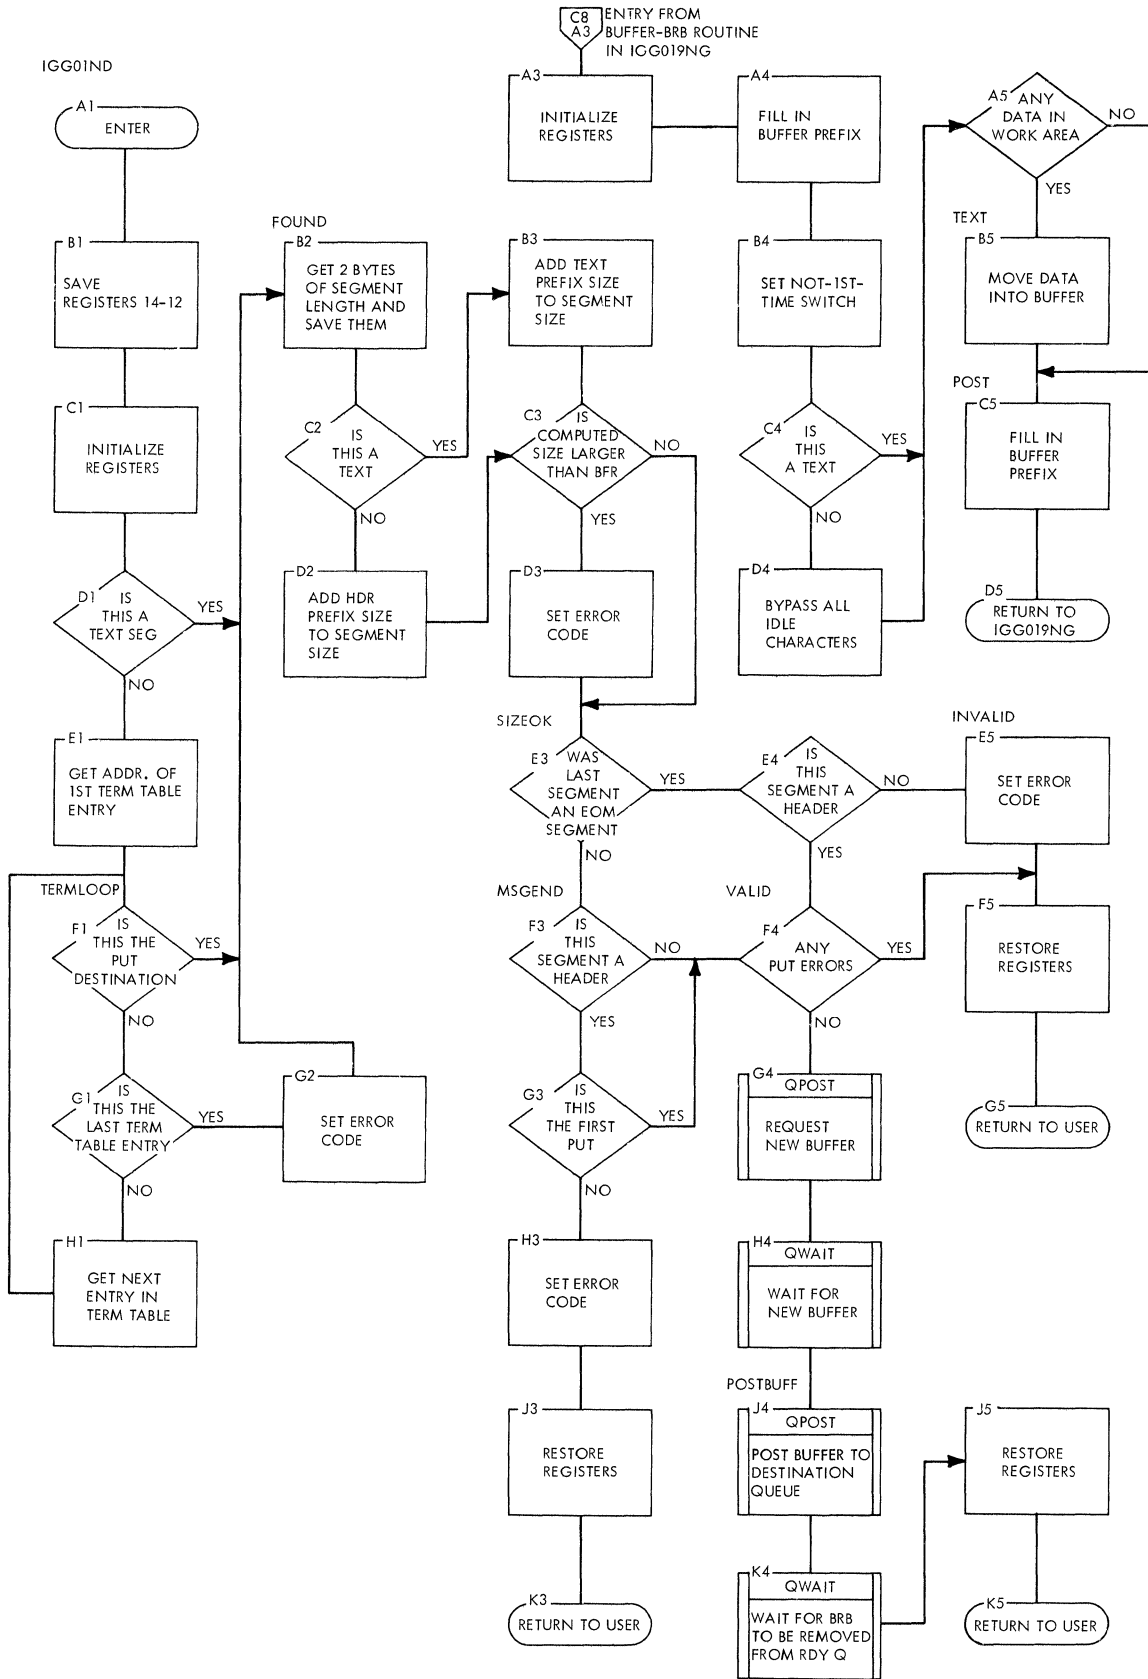 C8
A3
ENTRY FROM
BUFFER-BRB ROUTINE
IN IGG019NG
IGG01ND
A1
ENTER
B1
SAVE
REGISTERS 14-12
C1
INITIALIZE
REGISTERS
D1
IS
THIS A
TEXT SEG
YES
NO
E1
GET ADDR. OF
1ST TERM TABLE
ENTRY
TERMLOOP
F1
IS
THIS THE
PUT
DESTINATION
YES
NO
G1
IS
THIS THE
LAST TERM
TABLE ENTRY
YES
NO
H1
GET NEXT
ENTRY IN
TERM TABLE
FOUND
B2
GET 2 BYTES
OF SEGMENT
LENGTH AND
SAVE THEM
C2
IS
THIS A
TEXT
YES
NO
D2
ADD HDR
PREFIX SIZE
TO SEGMENT
SIZE
G2
SET ERROR
CODE
A3
INITIALIZE
REGISTERS
B3
ADD TEXT
PREFIX SIZE
TO SEGMENT
SIZE
C3
IS
COMPUTED
SIZE LARGER
THAN BFR
NO
YES
D3
SET ERROR
CODE
SIZEOK
E3
WAS
LAST
SEGMENT
AN EOM
SEGMENT
YES
NO
MSGEND
F3
IS
THIS
SEGMENT A
HEADER
NO
YES
G3
IS
THIS
THE FIRST
PUT
YES
NO
H3
SET ERROR
CODE
J3
RESTORE
REGISTERS
K3
RETURN TO USER
A4
FILL IN
BUFFER PREFIX
B4
SET NOT-1ST-
TIME SWITCH
C4
IS
THIS
A TEXT
YES
NO
D4
BYPASS ALL
IDLE
CHARACTERS
E4
IS
THIS
SEGMENT A
HEADER
NO
YES
VALID
F4
ANY
PUT ERRORS
YES
NO
G4
QPOST
REQUEST
NEW BUFFER
H4
QWAIT
WAIT FOR
NEW BUFFER
POSTBUFF
J4
QPOST
POST BUFFER TO
DESTINATION
QUEUE
K4
QWAIT
WAIT FOR BRB
TO BE REMOVED
FROM RDY Q
A5
ANY
DATA IN
WORK AREA
NO
YES
TEXT
B5
MOVE DATA
INTO BUFFER
POST
C5
FILL IN
BUFFER
PREFIX
D5
RETURN TO
IGG019NG
INVALID
E5
SET ERROR
CODE
F5
RESTORE
REGISTERS
G5
RETURN TO USER
J5
RESTORE
REGISTERS
K5
RETURN TO USER